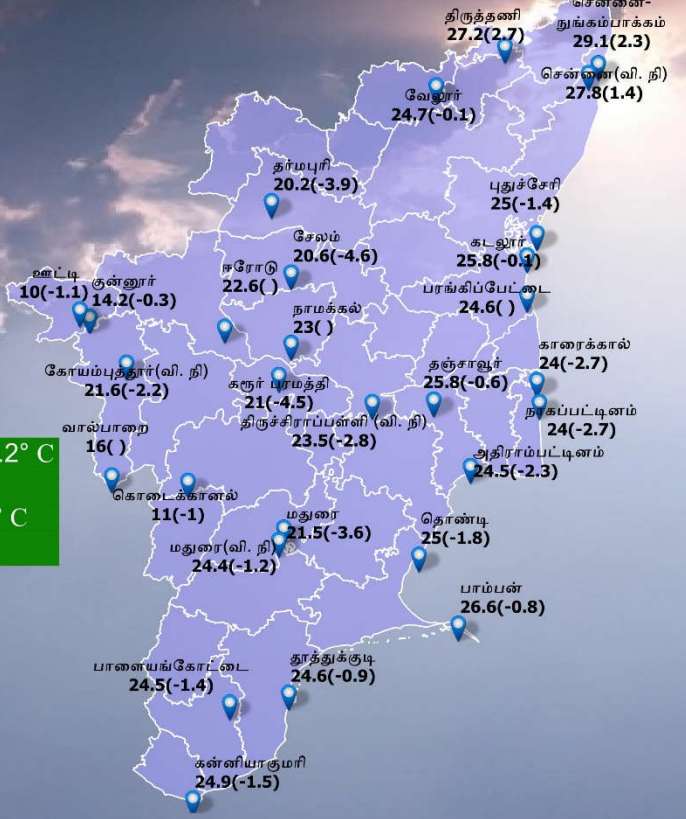 சென்னை-
நுங்கம்பாக்கம்
29.1(2.3)
திருத்தணி
27.2(2.7)
சென்னை(வி. நி)
27.8(1.4)
வேலூர்
24.7(-0.1)
தர்மபுரி
20.2(-3.9)
புதுச்சேரி
25(-1.4)
சேலம்
20.6(-4.6)
கடலூர்
25.8(-0.1)
ஈரோடு
22.6( )
ஊட்டி
10(-1.1)
குன்னூர்
14.2(-0.3)
பரங்கிப்பேட்டை
24.6( )
நாமக்கல்
23( )
காரைக்கால்
24(-2.7)
தஞ்சாவூர்
25.8(-0.6)
கோயம்புத்தூர்(வி. நி)
21.6(-2.2)
கரூர் பரமத்தி
21(-4.5)
நாகப்பட்டினம்
24(-2.7)
திருச்சிராப்பள்ளி (வி. நி)
23.5(-2.8)
வால்பாறை
16( )
.2° C
° C
அதிராம்பட்டினம்
24.5(-2.3)
கொடைக்கானல்
11(-1)
மதுரை
21.5(-3.6)
தொண்டி
25(-1.8)
மதுரை(வி. நி)
24.4(-1.2)
பாம்பன்
26.6(-0.8)
பாளையங்கோட்டை
24.5(-1.4)
தூத்துக்குடி
24.6(-0.9)
கன்னியாகுமரி
24.9(-1.5)